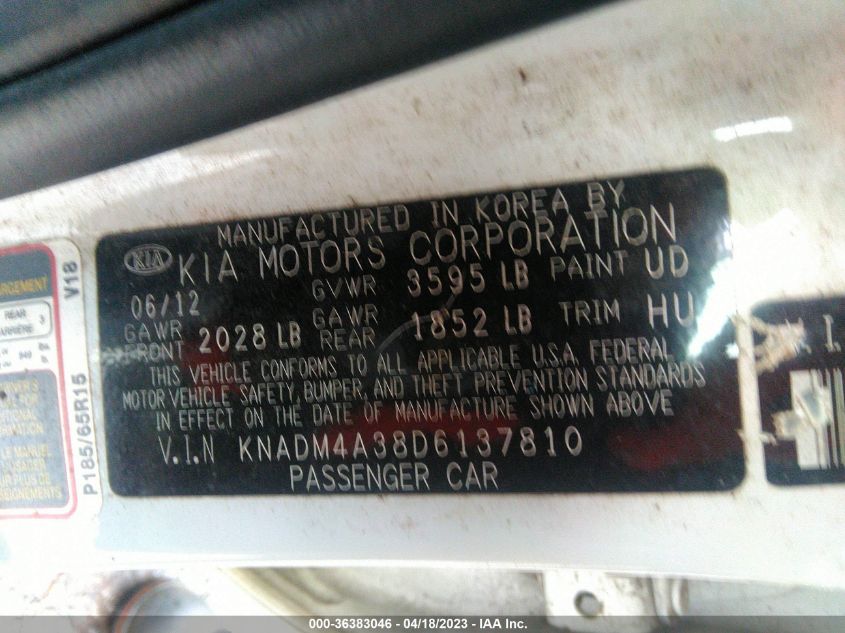 MANUFACTURED IN KOREA BY
KIA KIA MOTORS CORPORATION
06/12 GVWR 3595 LB PAINT UD
GAWR FRONT 2028 LB GAWR REAR 1852 LB TRIM HU
THIS VEHICLE CONFORMS TO ALL APPLICABLE U.S.A. FEDERAL
MOTOR VEHICLE SAFETY, BUMPER, AND THEFT PREVENTION STANDARDS
IN EFFECT ON THE DATE OF MANUFACTURE SHOWN ABOVE
V.I.N KNADM4A38D6137810
PASSENGER CAR
V18
P185/65R15
REAR
3
000-36383046 - 04/18/2023 - IAA Inc.